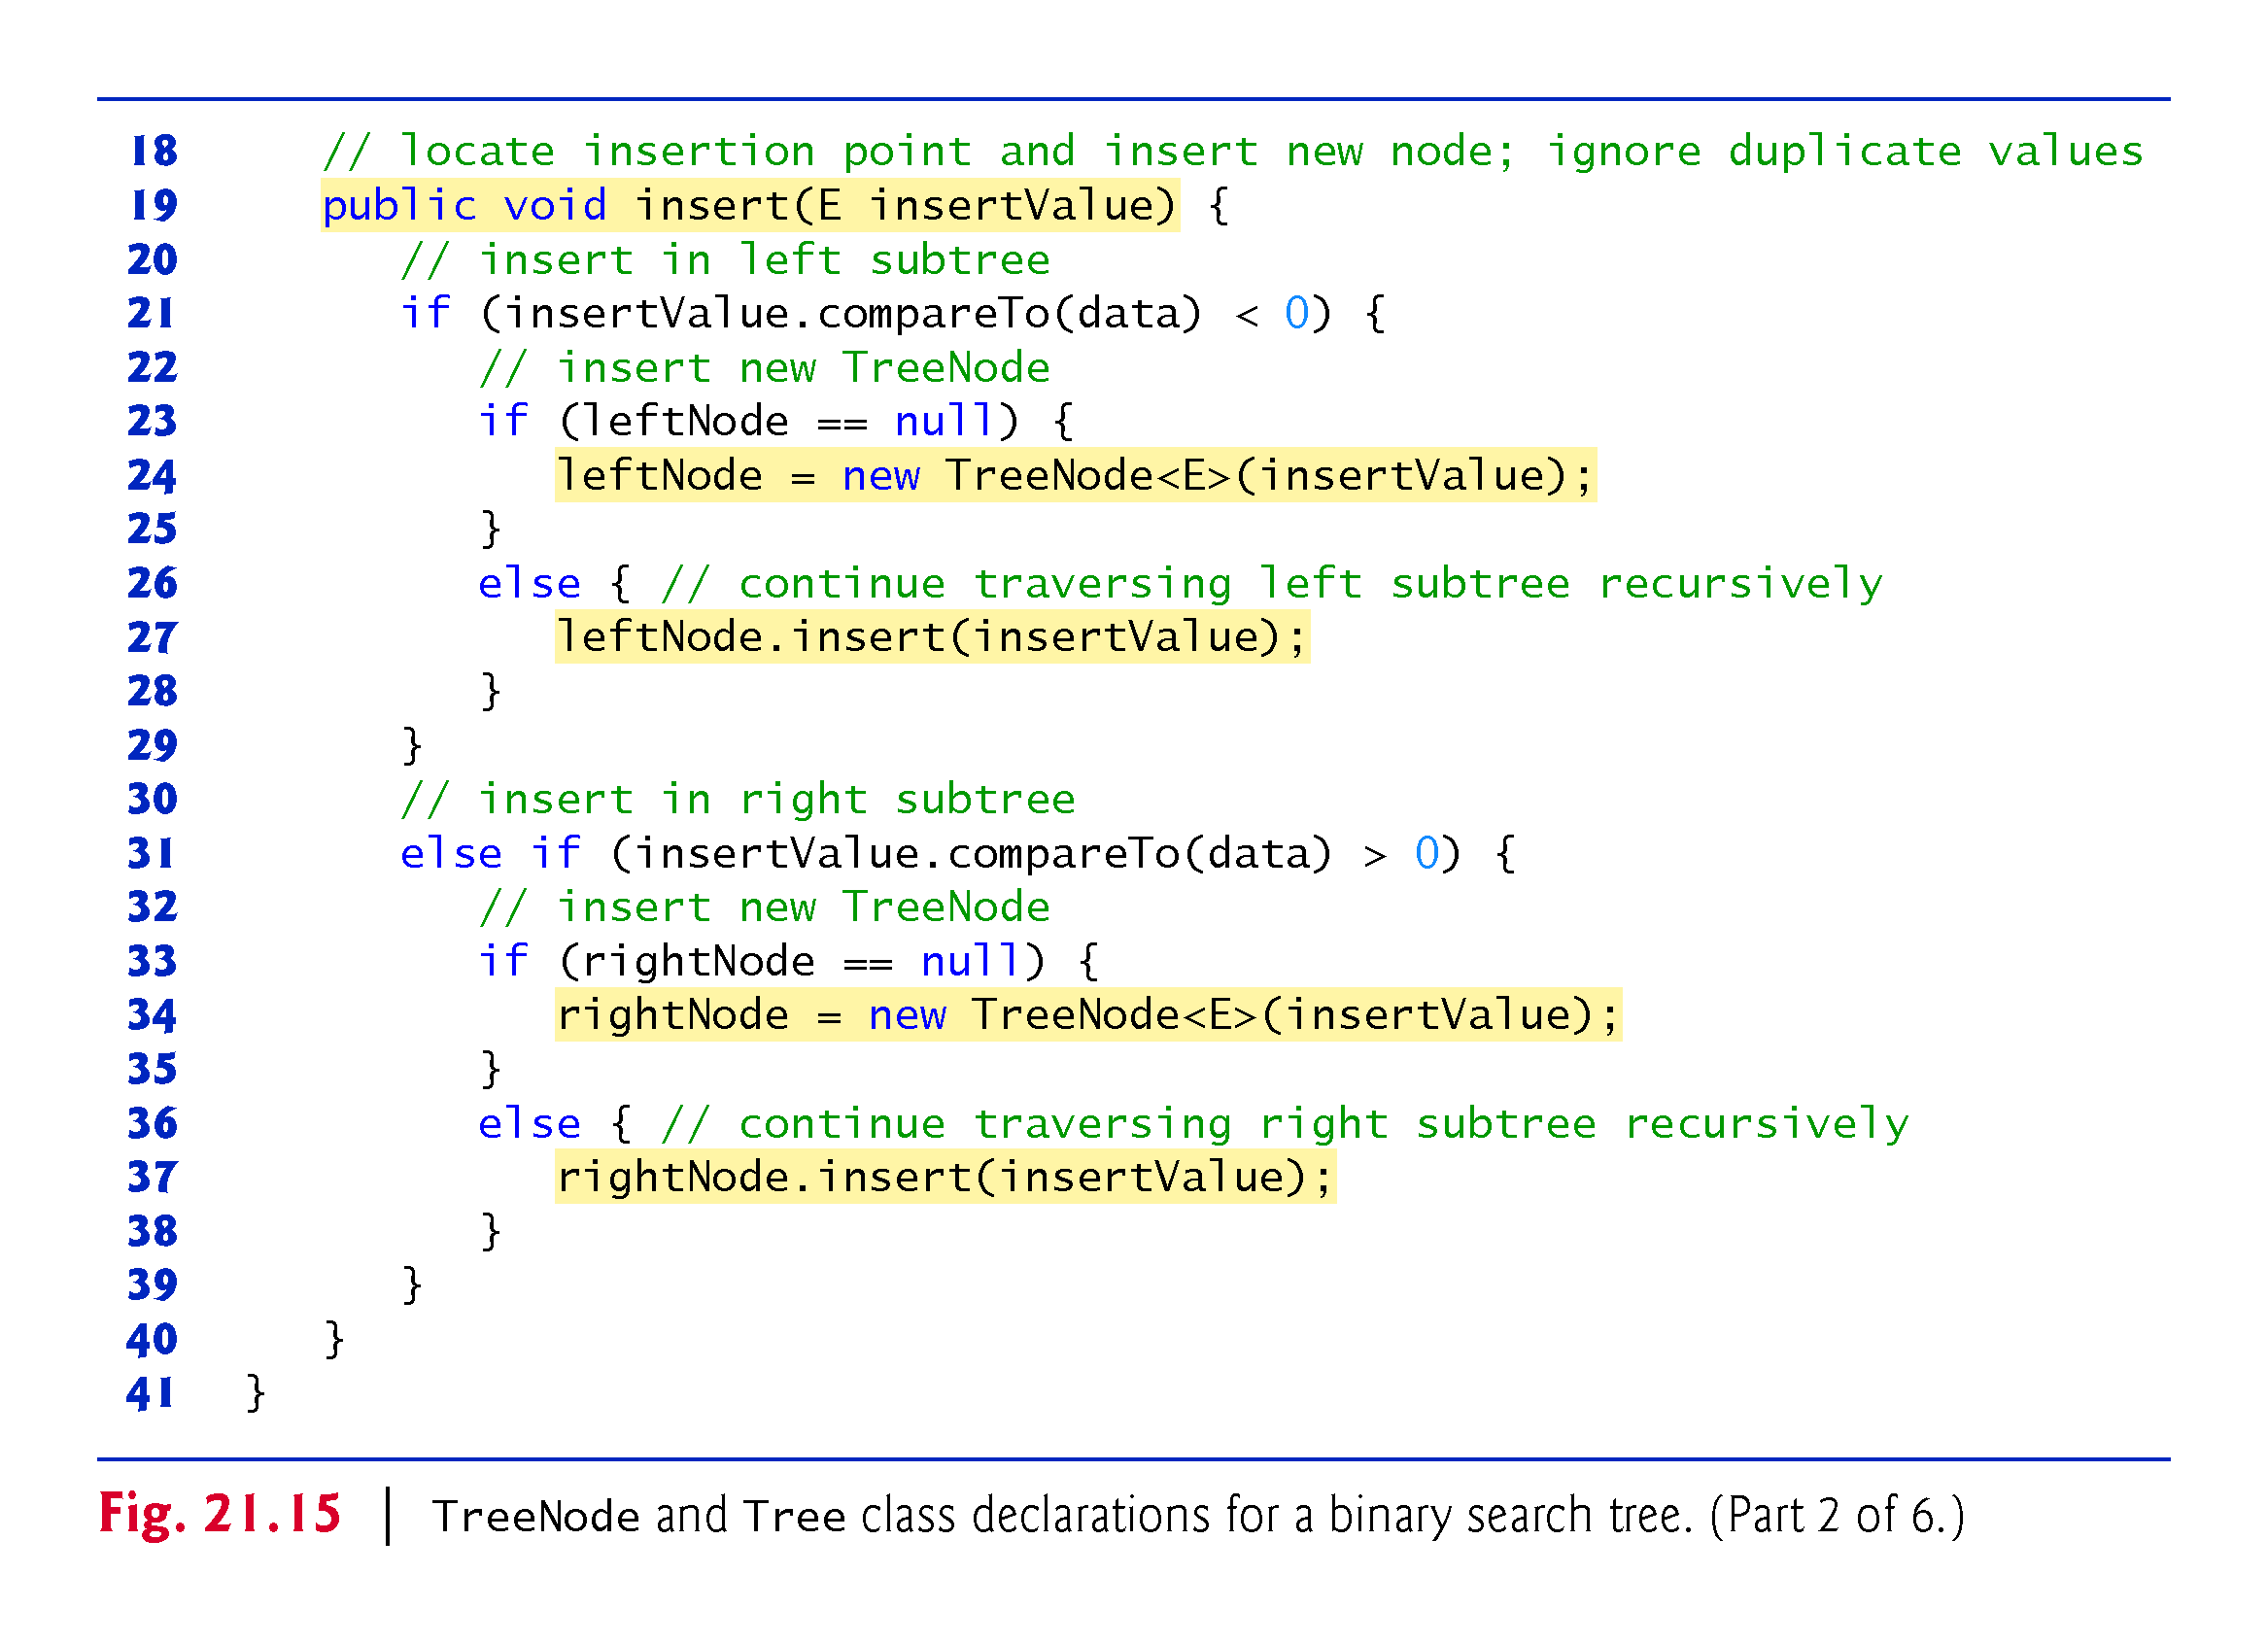 18 // locate insertion point and insert new node; ignore duplicate values
19 public void insert(E insertValue) {
20 // insert in left subtree
21 if (insertValue.compareTo(data) < 0) {
22 // insert new TreeNode
23 if (leftNode == null) {
24 leftNode = new TreeNode<E>(insertValue);
25 }
26 else { // continue traversing left subtree recursively
27 leftNode.insert(insertValue);
28 }
29 }
30 // insert in right subtree
31 else if (insertValue.compareTo(data) > 0) {
32 // insert new TreeNode
33 if (rightNode == null) {
34 rightNode = new TreeNode<E>(insertValue);
35 }
36 else { // continue traversing right subtree recursively
37 rightNode.insert(insertValue);
38 }
39 }
40 }
41 }
Fig. 21.15 | TreeNode and Tree class declarations for a binary search tree. (Part 2 of 6.)